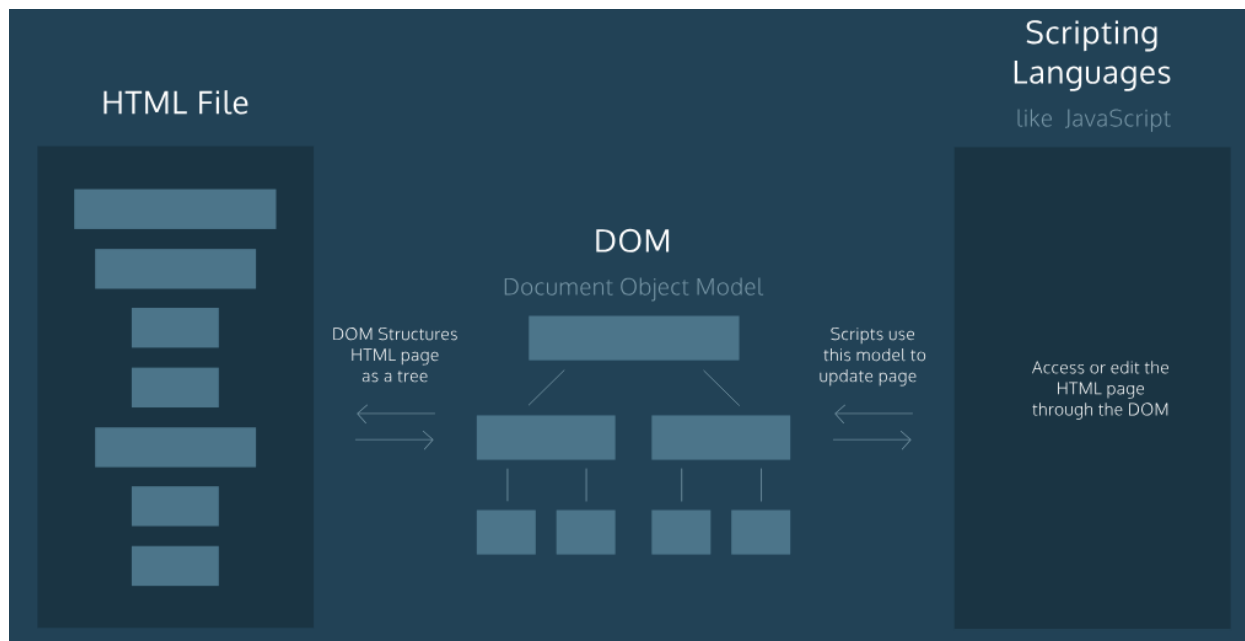 HTML File
DOM Structures
HTML page
as a tree
DOM
Document Object Model
Scripts use
this model to
update page
Scripting
Languages
like JavaScript
Access or edit the
HTML page
through the DOM